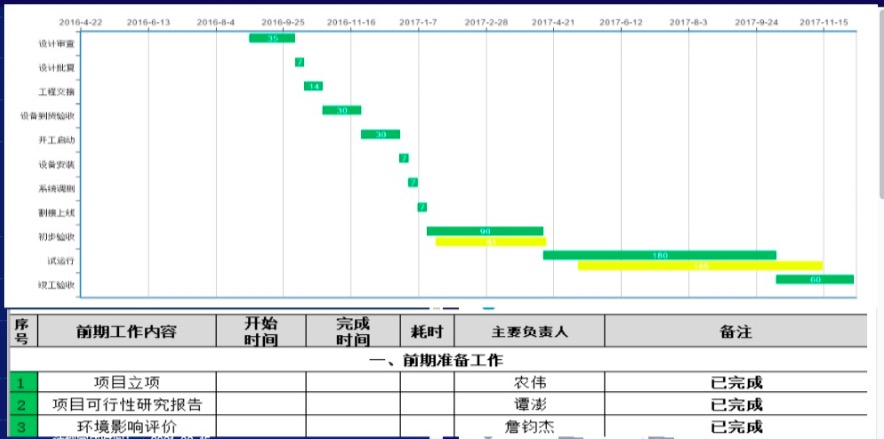 2016-4-22 2016-6-13 2016-8-4 2016-9-25 2016-11-16 2017-1-7 2017-2-28 2017-4-21 2017-6-12 2017-8-3 2017-9-24 2017-11-15
设计审查 35
设计批复 7
工程交接 14
设备到货验收 30
开工启动 30
设备安装 7
系统调测 7
割接上线 7
初步验收 90
试运行 180
竣工验收 60
序号 前期工作内容 开始时间 完成时间 耗时 主要负责人 备注
一、前期准备工作
1 项目立项 农伟 已完成
2 项目可行性研究报告 谭澎 已完成
3 环境影响评价 詹钧杰 已完成